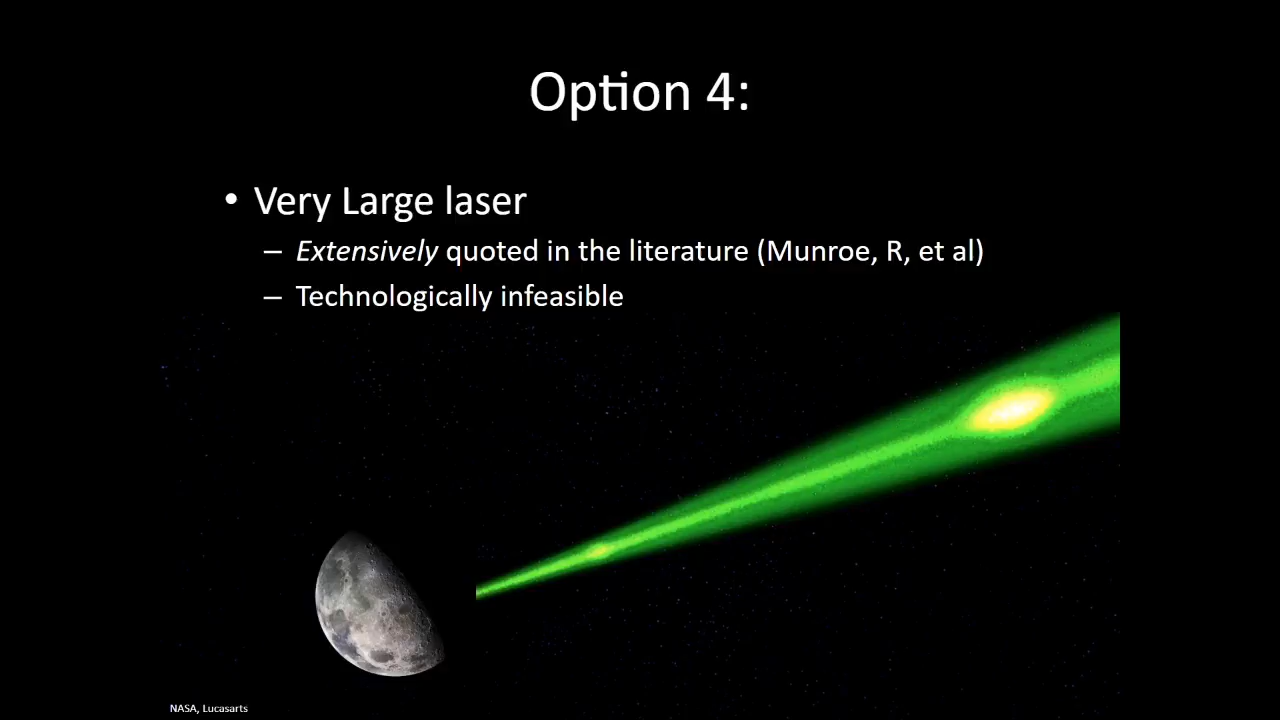 Option 4:
• Very Large laser
– Extensively quoted in the literature (Munroe, R, et al)
– Technologically infeasible
NASA, Lucasarts